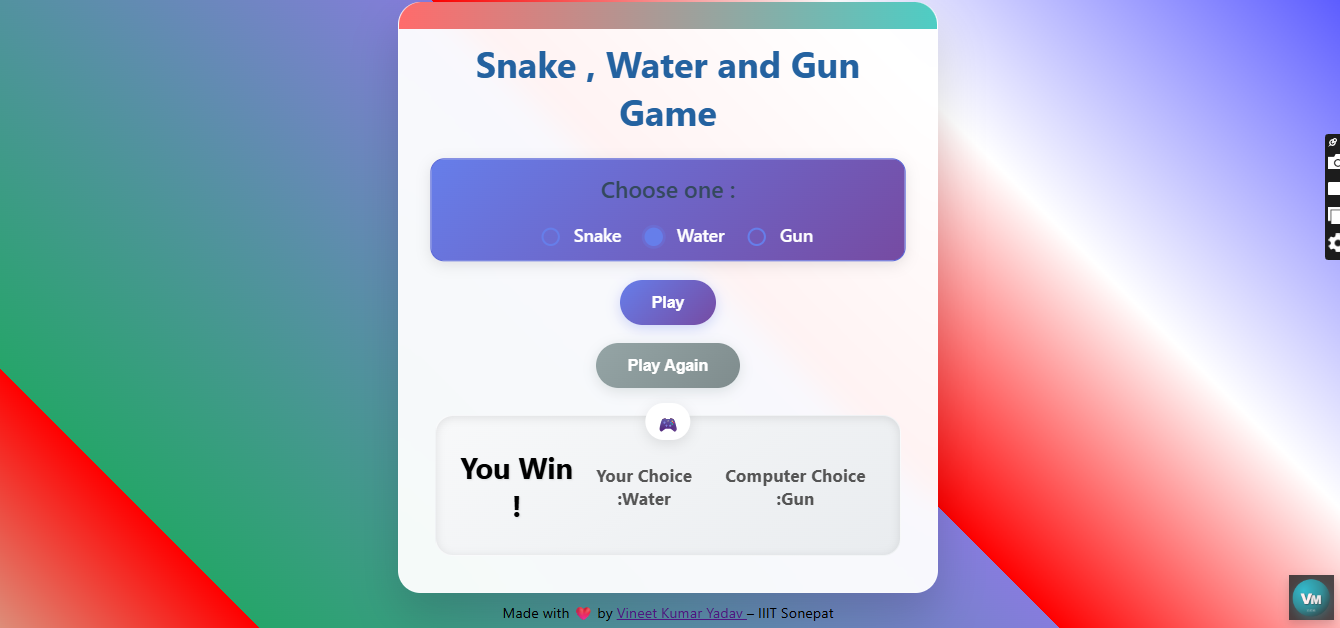 Snake , Water and Gun
Game
Choose one :
Snake Water Gun
Play
Play Again
You Win
!
Your Choice
:Water
Computer Choice
:Gun
Made with 💔 by Vineet Kumar Yadav – IIIT Sonepat
VM